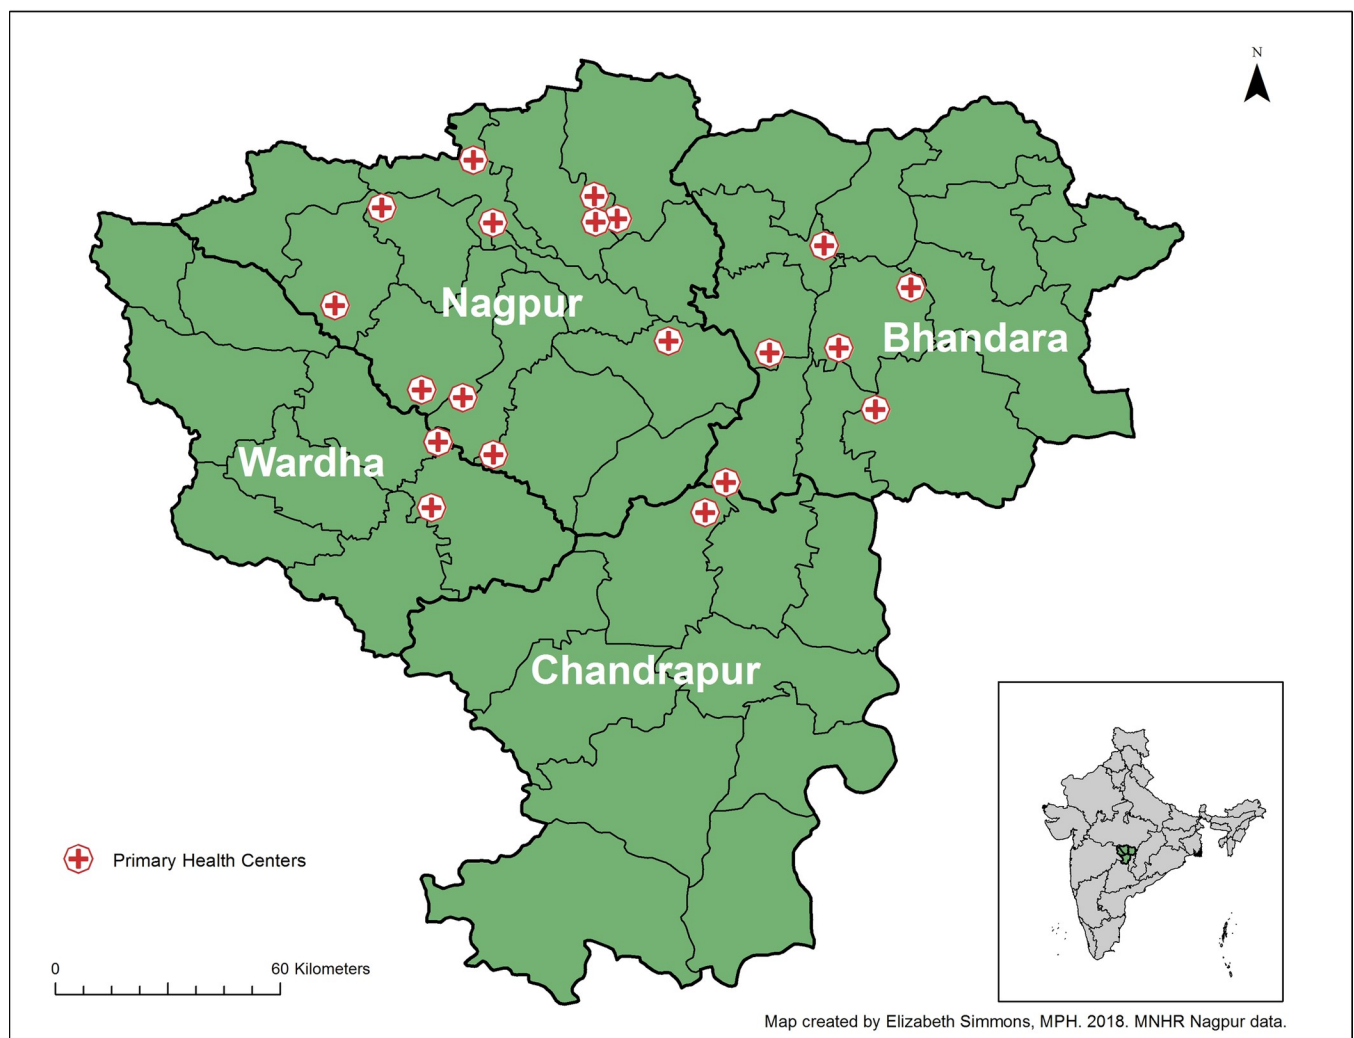 N
Nagpur
Bhandara
Wardha
Chandrapur
Primary Health Centers
0 60 Kilometers
Map created by Elizabeth Simmons, MPH. 2018. MNHR Nagpur data.